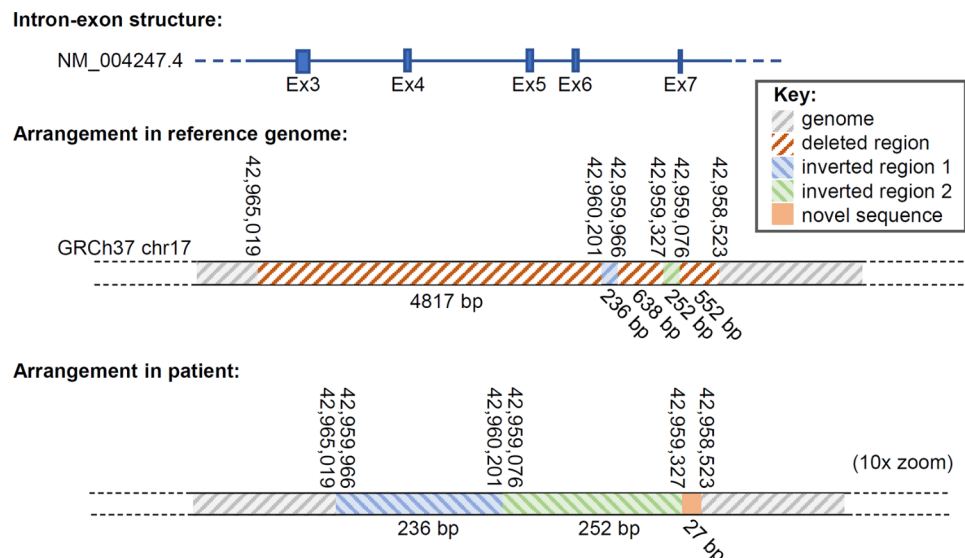 Intron-exon structure:
NM_004247.4
Ex3 Ex4 Ex5 Ex6 Ex7
Key:
genome
deleted region
inverted region 1
inverted region 2
novel sequence
Arrangement in reference genome:
42,965,019
42,960,201
42,959,966
42,959,327
42,959,076
42,958,523
GRCh37 chr17
4817 bp
236 bp
638 bp
252 bp
552 bp
Arrangement in patient:
42,965,019
42,959,966
42,960,201
42,959,076
42,959,327
42,958,523
(10x zoom)
236 bp
252 bp
27 bp